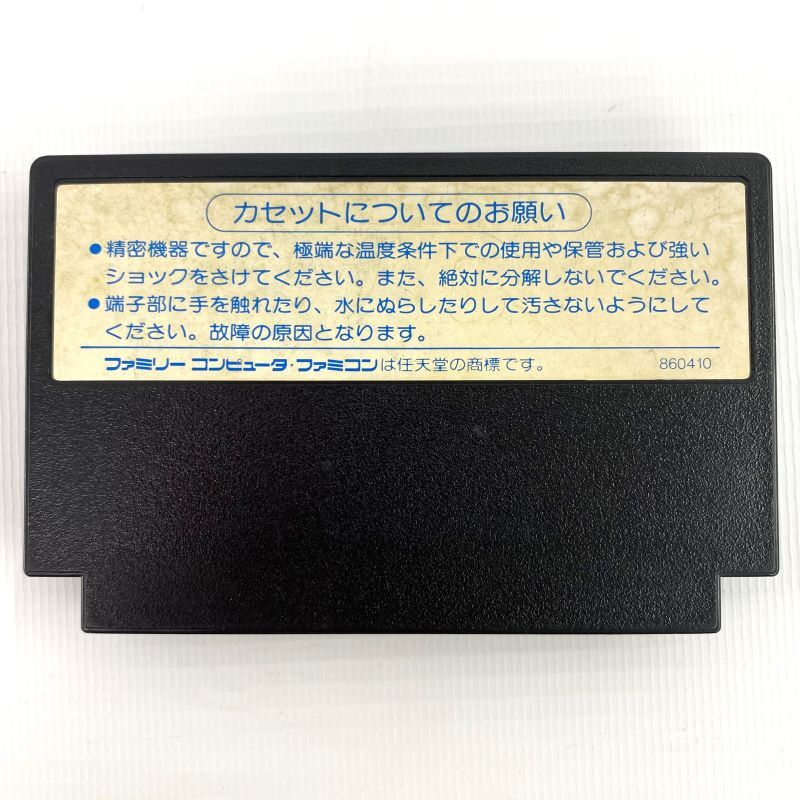 カセットについてのお願い
●精密機器ですので、極端な温度条件下での使用や保管および強い
ショックをさけてください。また、絶対に分解しないでください。
●端子部に手を触れたり、水にぬらしたりして汚さないようにして
ください。故障の原因となります。
ファミリー コンピュータ・ファミコンは任天堂の商標です。 860410